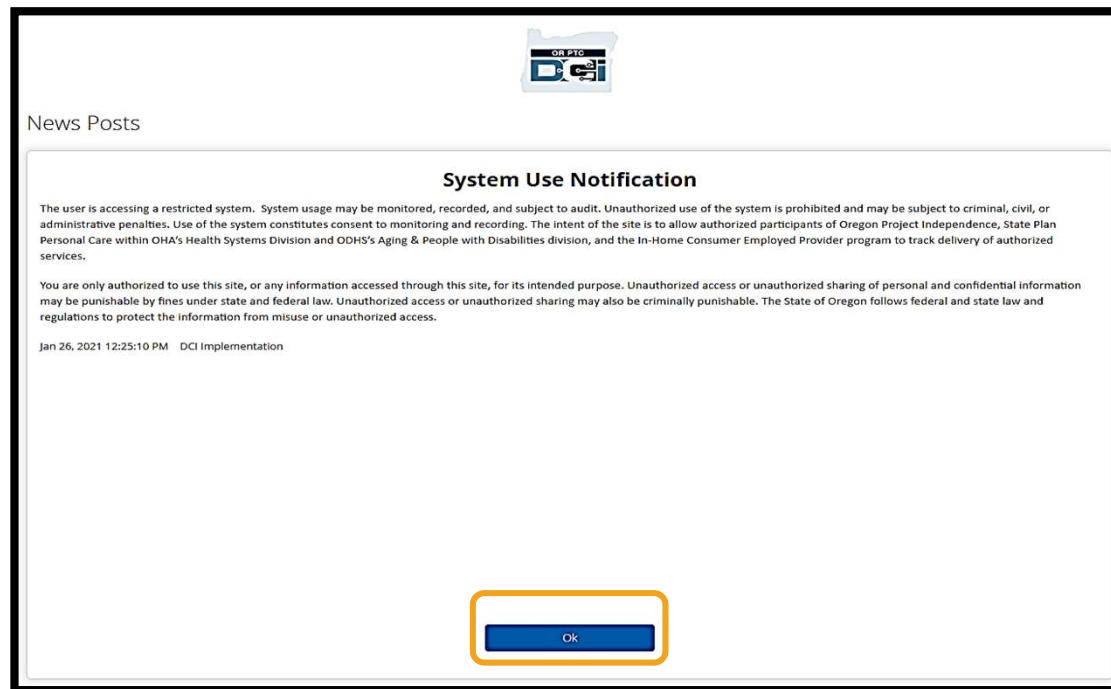 OR PTC
DCi
News Posts
System Use Notification
The user is accessing a restricted system. System usage may be monitored, recorded, and subject to audit. Unauthorized use of the system is prohibited and may be subject to criminal, civil, or
administrative penalties. Use of the system constitutes consent to monitoring and recording. The intent of the site is to allow authorized participants of Oregon Project Independence, State Plan
Personal Care within OHA's Health Systems Division and ODHS's Aging & People with Disabilities division, and the In-Home Consumer Employed Provider program to track delivery of authorized
services.
You are only authorized to use this site, or any information accessed through this site, for its intended purpose. Unauthorized access or unauthorized sharing of personal and confidential information
may be punishable by fines under state and federal law. Unauthorized access or unauthorized sharing may also be criminally punishable. The State of Oregon follows federal and state law and
regulations to protect the information from misuse or unauthorized access.
Jan 26, 2021 12:25:10 PM DCI Implementation
Ok